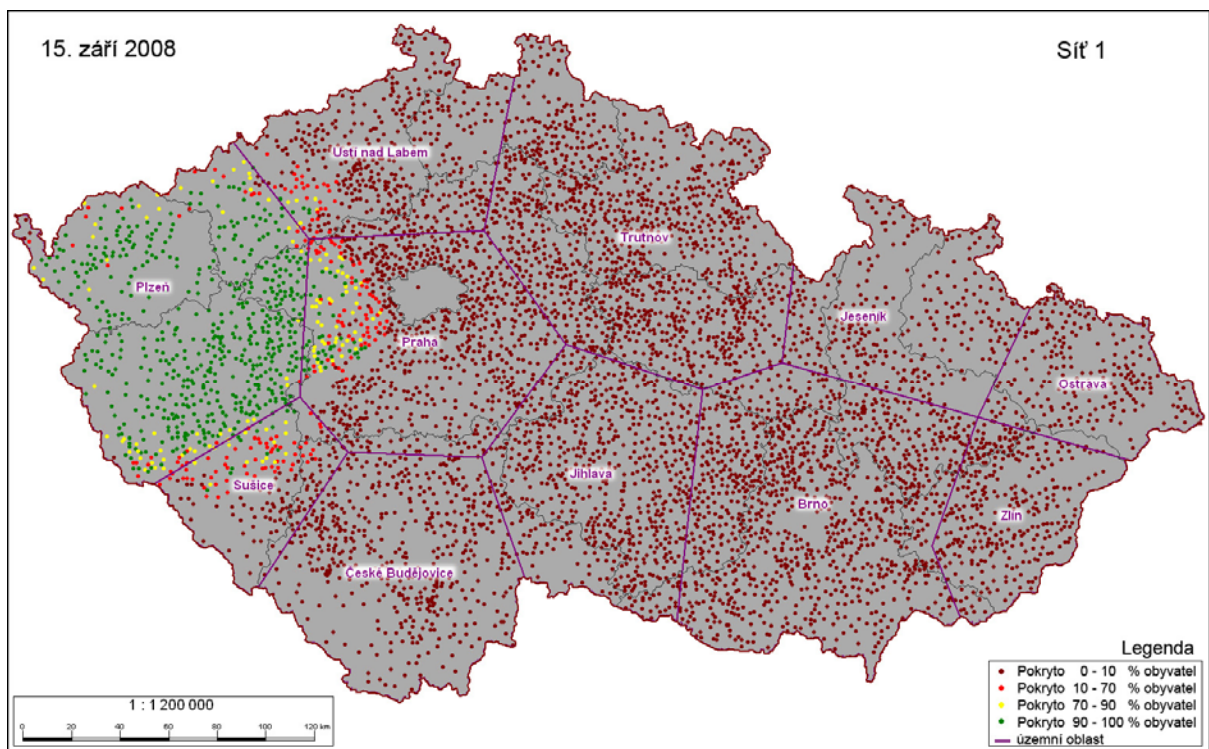 15. září 2008
Síť 1
Ústí nad Labem
Trutnov
Plzeň
Jeseník
Praha
Ostrava
Sušice
Jihlava
Brno
Zlín
České Budějovice
Legenda
Pokryto 0 - 10 % obyvatel
Pokryto 10 - 70 % obyvatel
Pokryto 70 - 90 % obyvatel
Pokryto 90 - 100 % obyvatel
územní oblast
1 : 1 200 000
0 20 40 60 80 100 120 km